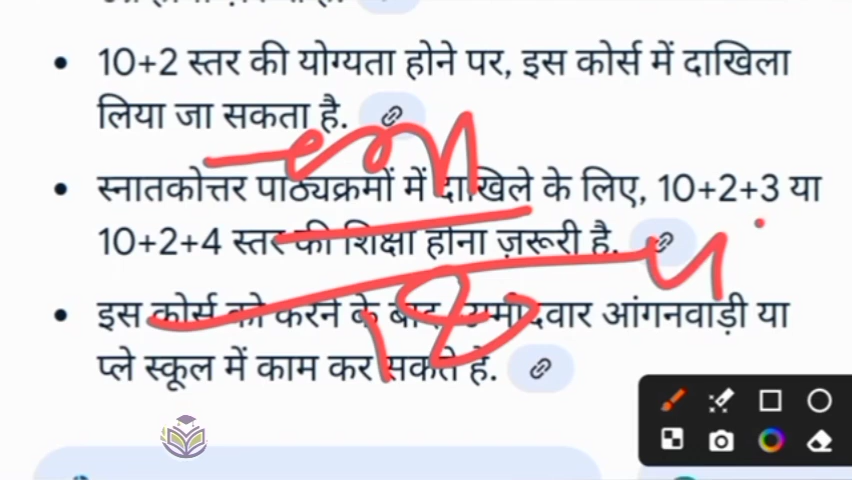 10+2 स्तर की योग्यता होने पर, इस कोर्स में दाखिला
लिया जा सकता है.
स्नातकोत्तर पाठ्यक्रमों में दाखिले के लिए, 10+2+3 या
10+2+4 स्तर की शिक्षा होना ज़रूरी है.
इस कोर्स को करने के बाद, उम्मीदवार आंगनवाड़ी या
प्ले स्कूल में काम कर सकते हैं.
18